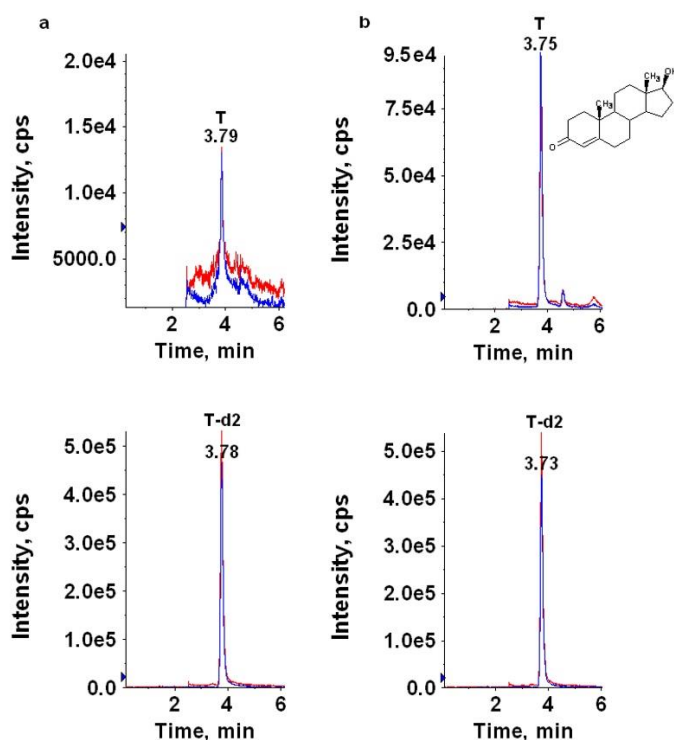 a
b
T
3.79
2.0e4
1.5e4
1.0e4
5000.0
Intensity, cps
2 4 6
Time, min
T
3.75
9.5e4
7.5e4
5.0e4
2.5e4
0.0
Intensity, cps
2 4 6
Time, min
CH₃
CH₃
OH
O
T-d2
3.78
5.0e5
4.0e5
3.0e5
2.0e5
1.0e5
0.0
Intensity, cps
2 4 6
Time, min
T-d2
3.73
5.0e5
4.0e5
3.0e5
2.0e5
1.0e5
0.0
Intensity, cps
2 4 6
Time, min